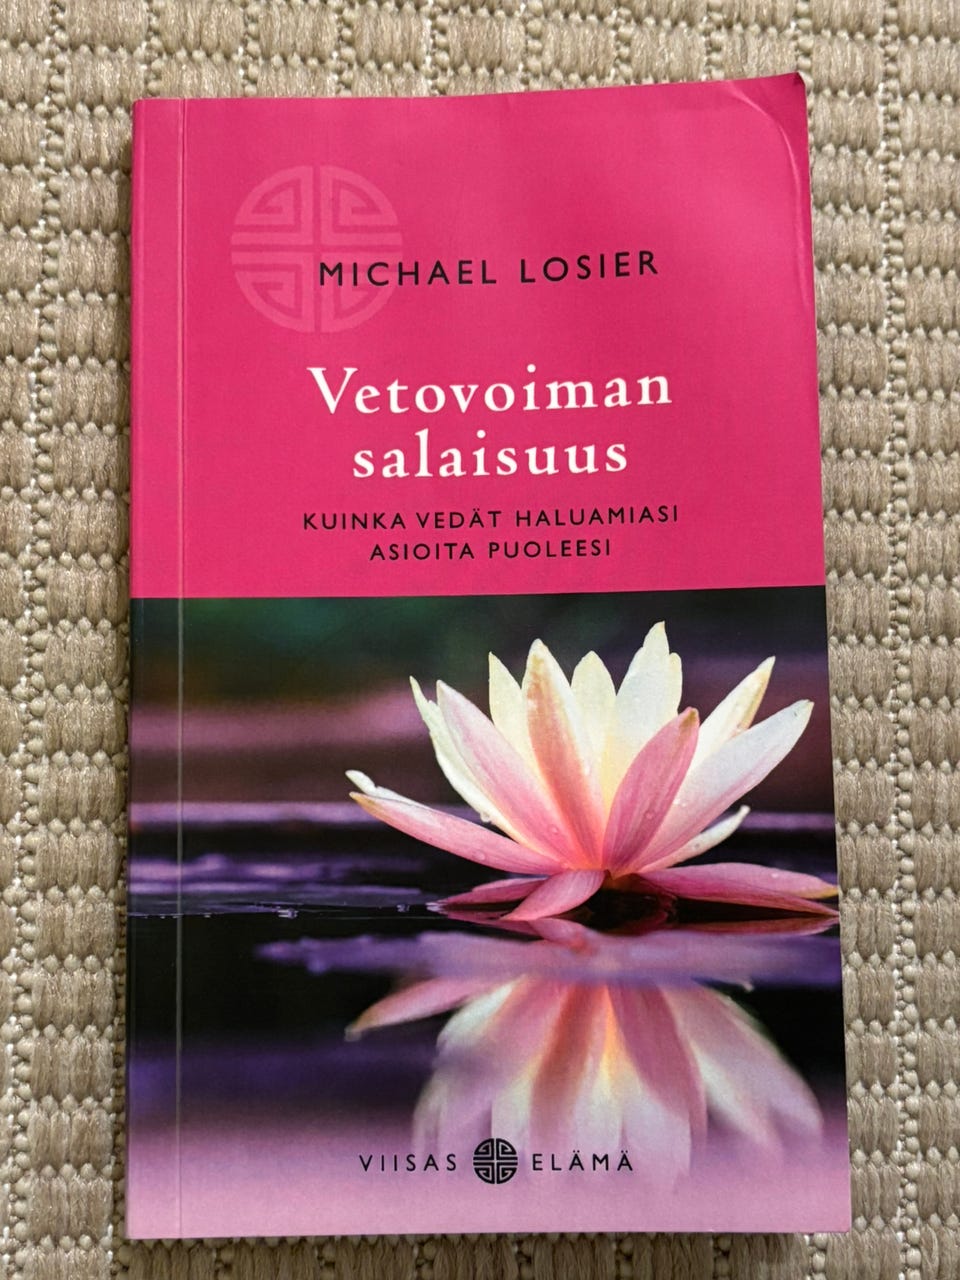 MICHAEL LOSIER
Vetovoiman
salaisuus
KUINKA VEDÄT HALUAMIASI
ASIOITA PUOLEESI
VIISAS ELÄMÄ